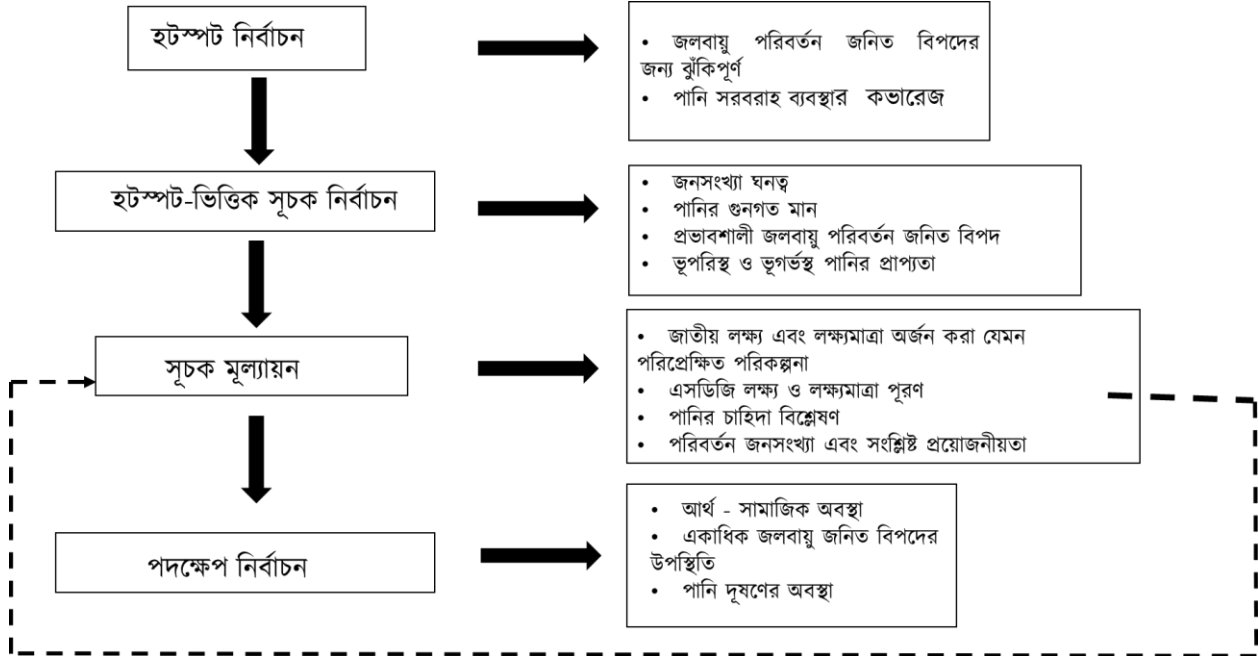 হটস্পট নির্বাচন
• জলবায়ু পরিবর্তন জনিত বিপদের
জন্য ঝুঁকিপূর্ণ
• পানি সরবরাহ ব্যবস্থার কভারেজ
হটস্পট-ভিত্তিক সূচক নির্বাচন
• জনসংখ্যা ঘনত্ব
• পানির গুনগত মান
• প্রভাবশালী জলবায়ু পরিবর্তন জনিত বিপদ
• ভূপরিস্থ ও ভূগর্ভস্থ পানির প্রাপ্যতা
সূচক মূল্যায়ন
• জাতীয় লক্ষ্য এবং লক্ষ্যমাত্রা অর্জন করা যেমন
পরিপ্রেক্ষিত পরিকল্পনা
• এসডিজি লক্ষ্য ও লক্ষ্যমাত্রা পূরণ
• পানির চাহিদা বিশ্লেষণ
• পরিবর্তন জনসংখ্যা এবং সংশ্লিষ্ট প্রয়োজনীয়তা
পদক্ষেপ নির্বাচন
• আর্থ - সামাজিক অবস্থা
• একাধিক জলবায়ু জনিত বিপদের
উপস্থিতি
• পানি দূষণের অবস্থা